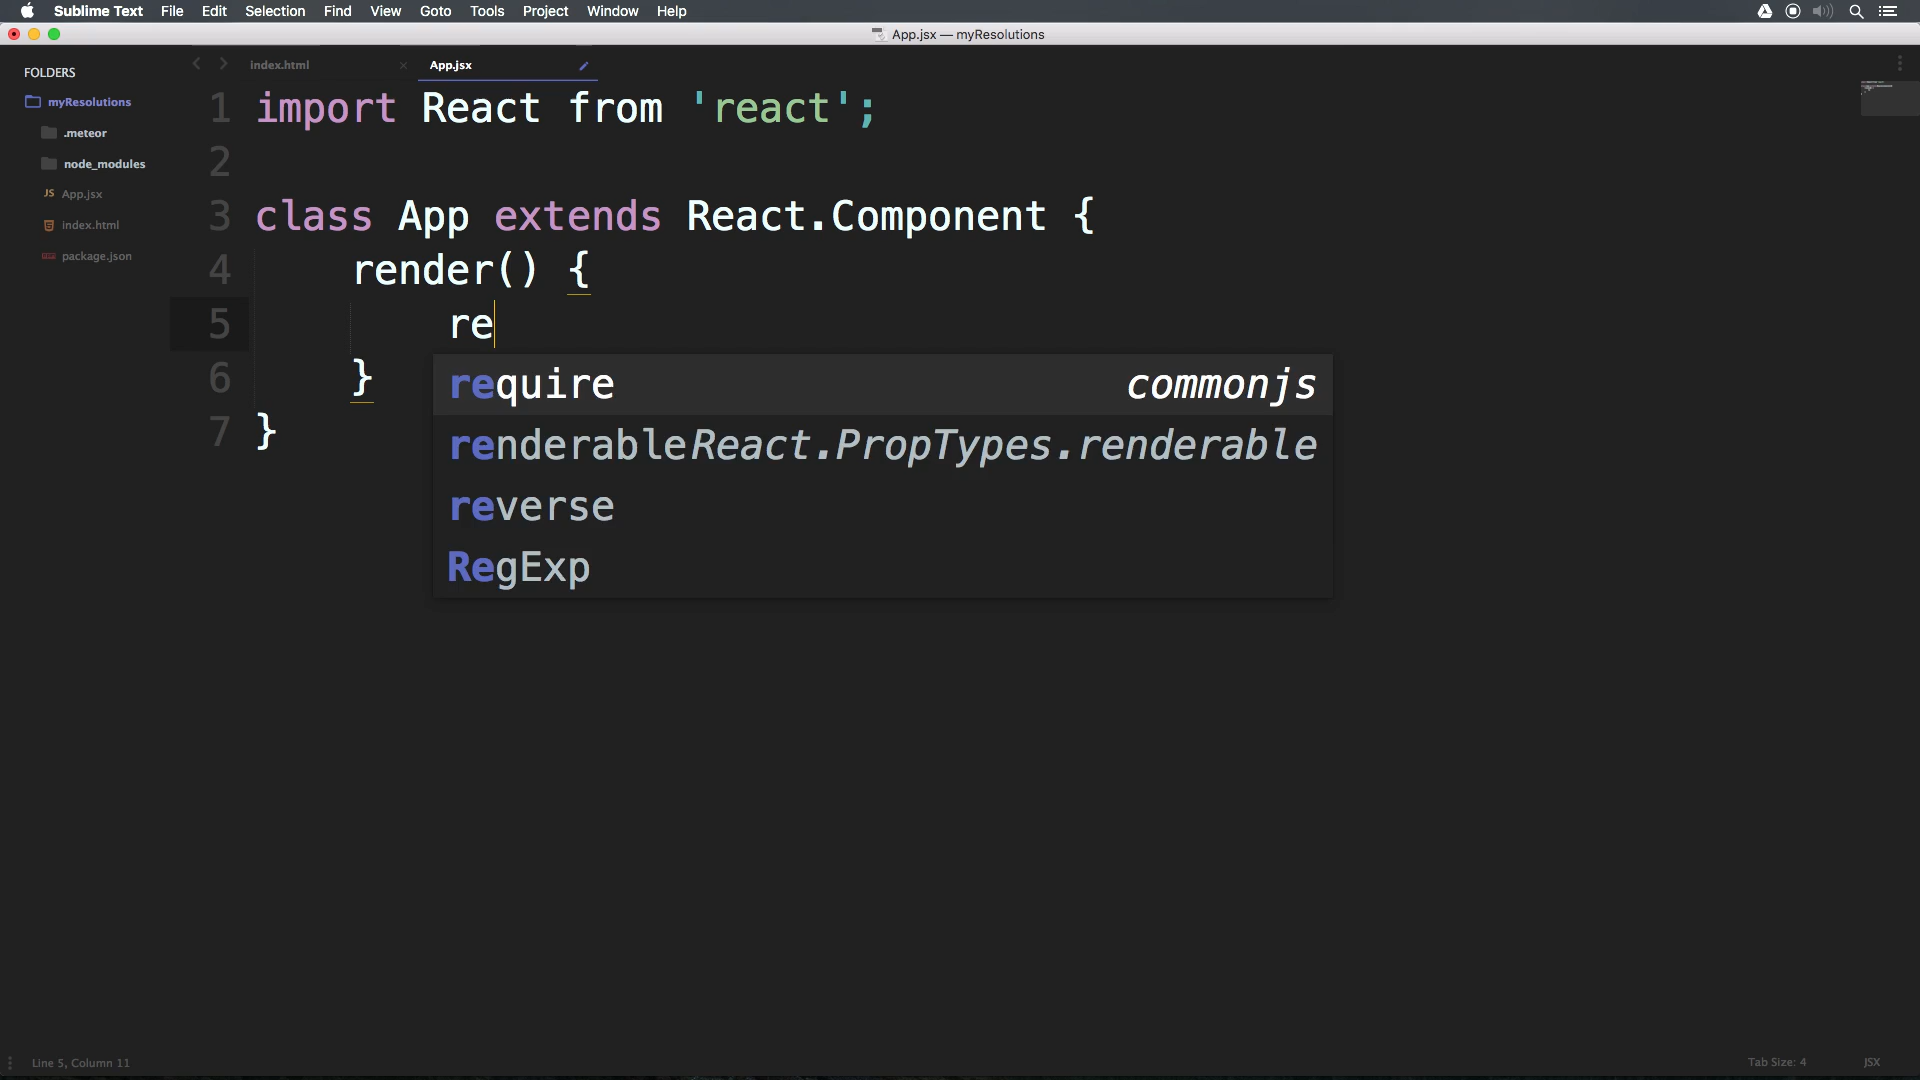 Sublime Text File Edit Selection Find View Goto Tools Project Window Help
App.jsx — myResolutions
FOLDERS
myResolutions
.meteor
node_modules
JS App.jsx
index.html
package.json
index.html × App.jsx
1 import React from 'react';
2
3 class App extends React.Component {
4 render() {
5 re
6 }
7 }
require commonjs
renderable React.PropTypes.renderable
reverse
RegExp
Line 5, Column 11
Tab Size: 4 JSX